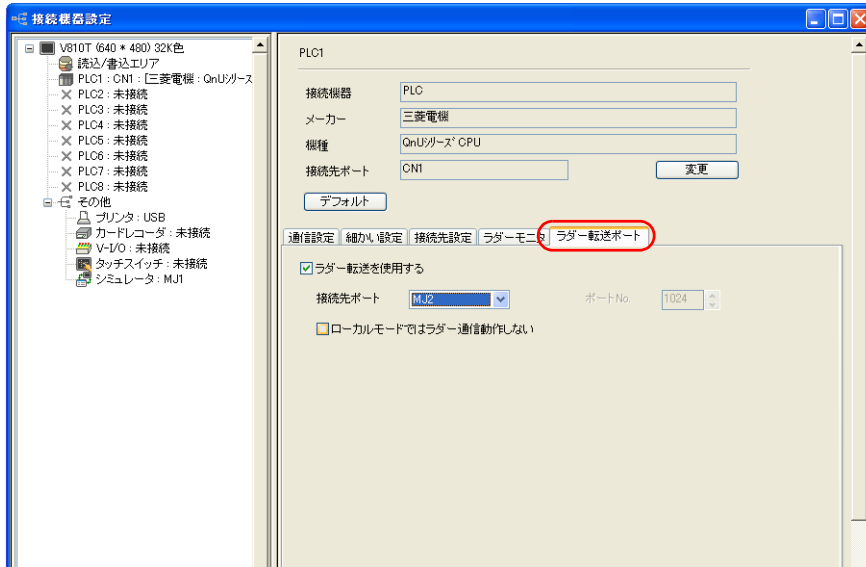 接続機器設定
V810T (640 * 480) 32K色
読込/書込エリア
PLC1 : CN1 : [三菱電機 : QnUシリーズ
PLC2 : 未接続
PLC3 : 未接続
PLC4 : 未接続
PLC5 : 未接続
PLC6 : 未接続
PLC7 : 未接続
PLC8 : 未接続
その他
プリンタ : USB
カードレコーダ : 未接続
V-I/O : 未接続
タッチスイッチ : 未接続
シミュレータ : MJ1
PLC1
接続機器 PLC
メーカー 三菱電機
機種 QnUシリーズ CPU
接続先ポート CN1 変更
デフォルト
通信設定 細かい設定 接続先設定 ラダーモニタ ラダー転送ポート
ラダー転送を使用する
接続先ポート MJ2 ポートNo. 1024
ローカルモードではラダー通信動作しない